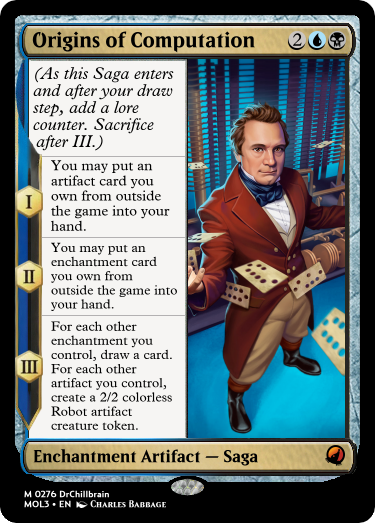 Origins of Computation 2
(As this Saga enters
and after your draw
step, add a lore
counter. Sacrifice
after III.)
I
You may put an
artifact card you
own from outside
the game into your
hand.
II
You may put an
enchantment card
you own from
outside the game into
your hand.
III
For each other
enchantment you
control, draw a card.
For each other
artifact you control,
create a 2/2 colorless
Robot artifact
creature token.
Enchantment Artifact — Saga
M 0276 DrChillbrain
MOL3 • EN Charles Babbage